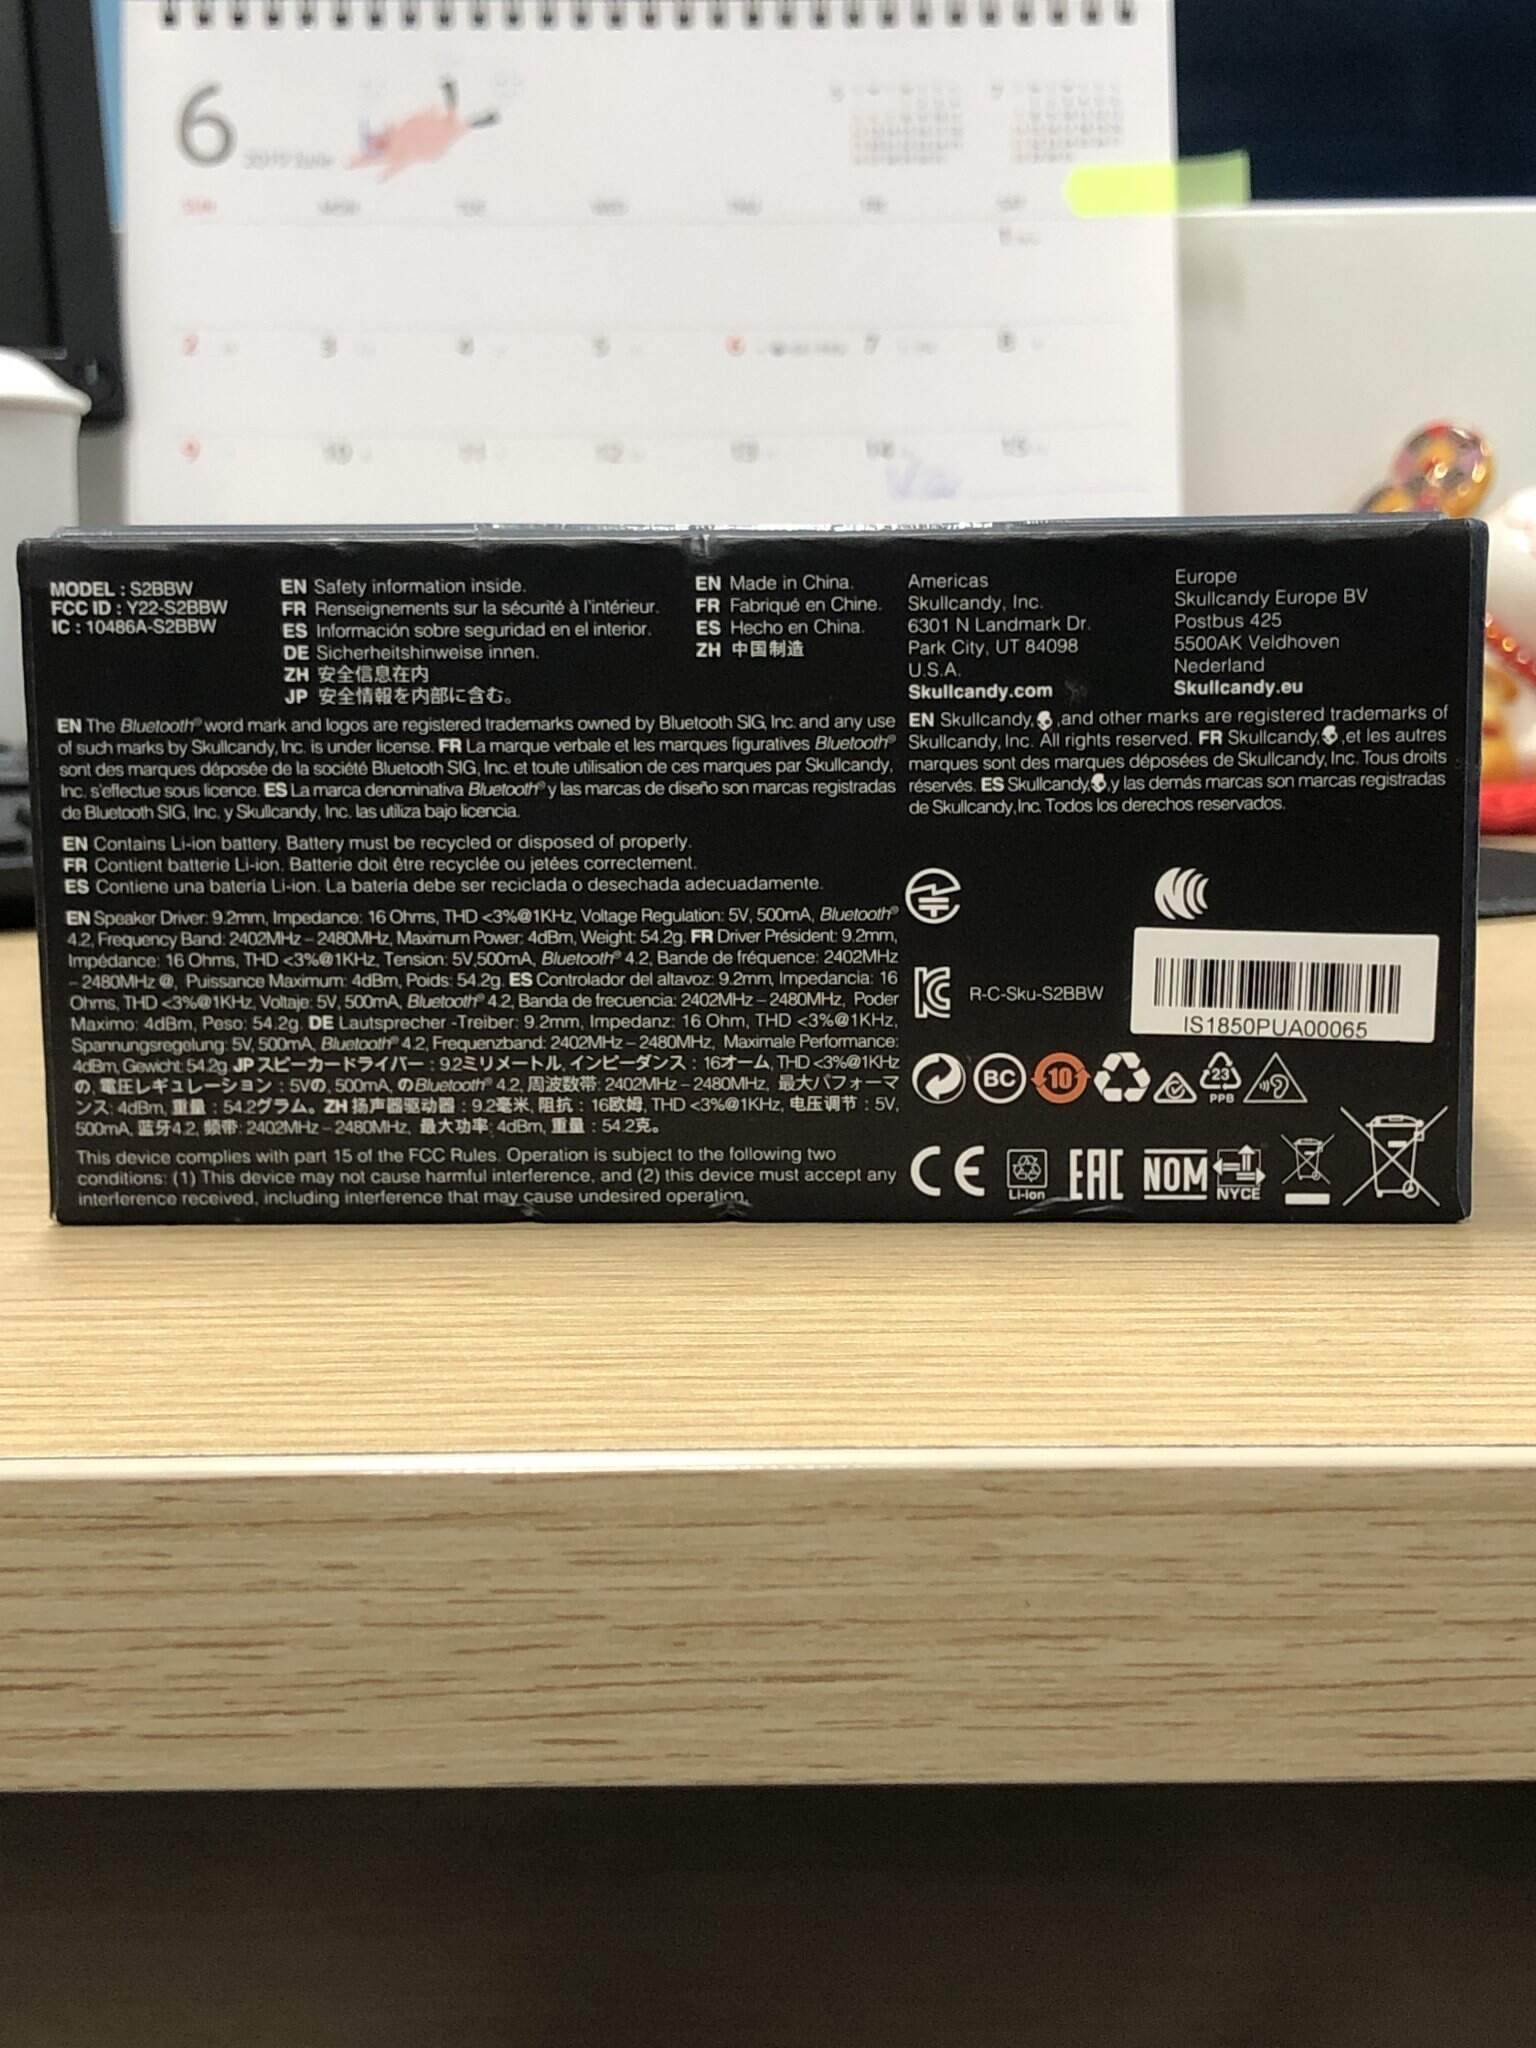 6
2019 June
SUN MON TUE WED THU FRI SAT
1
2 3 4 5 6 7 8
9 10 11 12 13 14 15
MODEL : S2BBW
FCC ID : Y22-S2BBW
IC : 10486A-S2BBW
EN Safety information inside.
FR Renseignements sur la sécurité à l'intérieur.
ES Información sobre seguridad en el interior.
DE Sicherheitshinweise innen.
ZH 安全信息在内
JP 安全情報を内部に含む。
EN Made in China.
FR Fabriqué en Chine.
ES Hecho en China.
ZH 中国制造
Americas
Skullcandy, Inc.
6301 N Landmark Dr.
Park City, UT 84098
U.S.A.
Skullcandy.com
Europe
Skullcandy Europe BV
Postbus 425
5500AK Veldhoven
Nederland
Skullcandy.eu
EN The Bluetooth® word mark and logos are registered trademarks owned by Bluetooth SIG, Inc. and any use
of such marks by Skullcandy, Inc. is under license. FR La marque verbale et les marques figuratives Bluetooth®
sont des marques déposée de la société Bluetooth SIG, Inc. et toute utilisation de ces marques par Skullcandy,
Inc. s'effectue sous licence. ES La marca denominativa Bluetooth® y las marcas de diseño son marcas registradas
de Bluetooth SIG, Inc. y Skullcandy, Inc. las utiliza bajo licencia.
EN Skullcandy, ,and other marks are registered trademarks of
Skullcandy, Inc. All rights reserved. FR Skullcandy, ,et les autres
marques sont des marques déposées de Skullcandy, Inc. Tous droits
réservés. ES Skullcandy, ,y las demás marcas son marcas registradas
de Skullcandy,Inc. Todos los derechos reservados.
EN Contains Li-ion battery. Battery must be recycled or disposed of properly.
FR Contient batterie Li-ion. Batterie doit être recyclée ou jetées correctement.
ES Contiene una batería Li-ion. La batería debe ser reciclada o desechada adecuadamente.
EN Speaker Driver: 9.2mm, Impedance: 16 Ohms, THD <3%@1KHz, Voltage Regulation: 5V, 500mA, Bluetooth®
4.2, Frequency Band: 2402MHz – 2480MHz, Maximum Power: 4dBm, Weight: 54.2g. FR Driver Président: 9.2mm,
Impédance: 16 Ohms, THD <3%@1KHz, Tension: 5V,500mA, Bluetooth® 4.2, Bande de fréquence: 2402MHz
– 2480MHz @, Puissance Maximum: 4dBm, Poids: 54.2g. ES Controlador del altavoz: 9.2mm, Impedancia: 16
Ohms, THD <3%@1KHz, Voltaje: 5V, 500mA, Bluetooth® 4.2, Banda de frecuencia: 2402MHz – 2480MHz, Poder
Maximo: 4dBm, Peso: 54.2g. DE Lautsprecher -Treiber: 9.2mm, Impedanz: 16 Ohm, THD <3%@1KHz,
Spannungsregelung: 5V, 500mA, Bluetooth® 4.2, Frequenzband: 2402MHz – 2480MHz, Maximale Performance:
4dBm, Gewicht: 54.2g. JP スピーカードライバー : 9.2ミリメートル, インピーダンス : 16オーム, THD <3%@1KHz
の, 電圧レギュレーション : 5Vの, 500mA, のBluetooth® 4.2, 周波数帯: 2402MHz – 2480MHz, 最大パフォーマ
ンス: 4dBm, 重量 : 54.2グラム。 ZH 扬声器驱动器 : 9.2毫米, 阻抗 : 16欧姆, THD <3%@1KHz, 电压调节 : 5V,
500mA, 蓝牙4.2, 频带: 2402MHz – 2480MHz, 最大功率: 4dBm, 重量 : 54.2克。
This device complies with part 15 of the FCC Rules. Operation is subject to the following two
conditions: (1) This device may not cause harmful interference, and (2) this device must accept any
interference received, including interference that may cause undesired operation.
R-C-Sku-S2BBW
IS1850PUA00065
BC 10 23
PPB
CE Li-ion EAC NOM NYCE